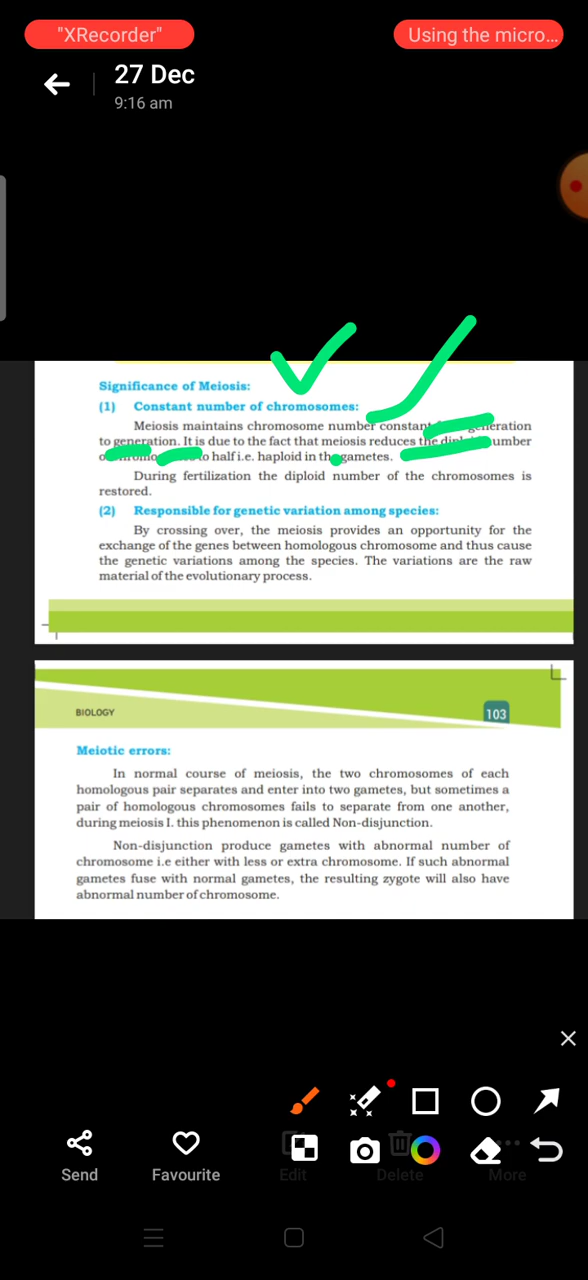 "XRecorder"
Using the micro...
27 Dec
9:16 am
Significance of Meiosis:
(1) Constant number of chromosomes:
Meiosis maintains chromosome number constant generation
to generation. It is due to the fact that meiosis reduces the
to half i.e. haploid in the gametes.
During fertilization the diploid number of the chromosomes is
restored.
(2) Responsible for genetic variation among species:
By crossing over, the meiosis provides an opportunity for the
exchange of the genes between homologous chromosome and thus cause
the genetic variations among the species. The variations are the raw
material of the evolutionary process.
BIOLOGY
103
Meiotic errors:
In normal course of meiosis, the two chromosomes of each
homologous pair separates and enter into two gametes, but sometimes a
pair of homologous chromosomes fails to separate from one another,
during meiosis I. this phenomenon is called Non-disjunction.
Non-disjunction produce gametes with abnormal number of
chromosome i.e either with less or extra chromosome. If such abnormal
gametes fuse with normal gametes, the resulting zygote will also have
abnormal number of chromosome.
Send
Favourite
Edit
Delete
More